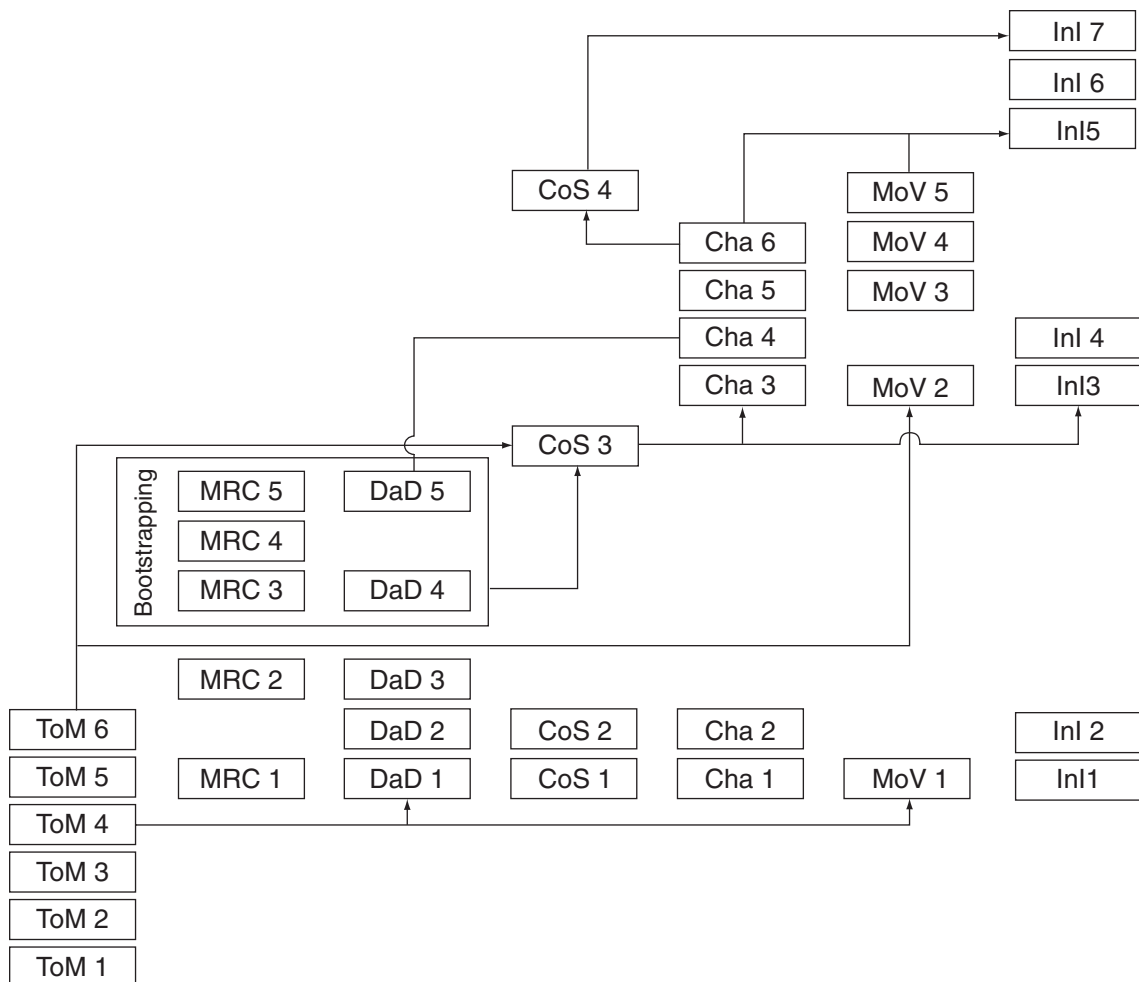 InI 7
InI 6
InI5
CoS 4
MoV 5
Cha 6
MoV 4
Cha 5
MoV 3
Cha 4
InI 4
Cha 3
MoV 2
InI3
CoS 3
Bootstrapping
MRC 5
DaD 5
MRC 4
MRC 3
DaD 4
MRC 2
DaD 3
ToM 6
DaD 2
CoS 2
Cha 2
InI 2
ToM 5
MRC 1
DaD 1
CoS 1
Cha 1
MoV 1
InI1
ToM 4
ToM 3
ToM 2
ToM 1